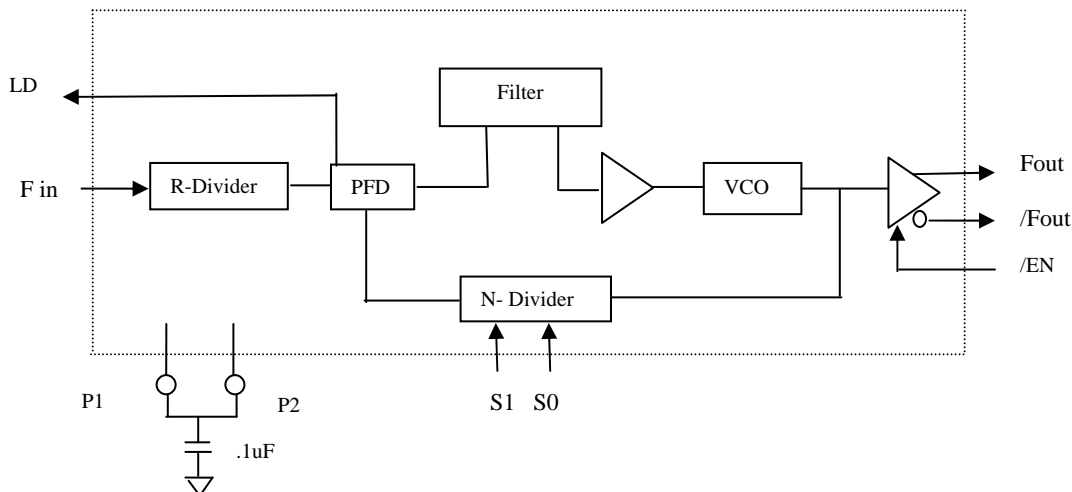 LD
Filter
Fout
F in
R-Divider
PFD
VCO
/Fout
/EN
N- Divider
P1
P2
S1
S0
.1uF